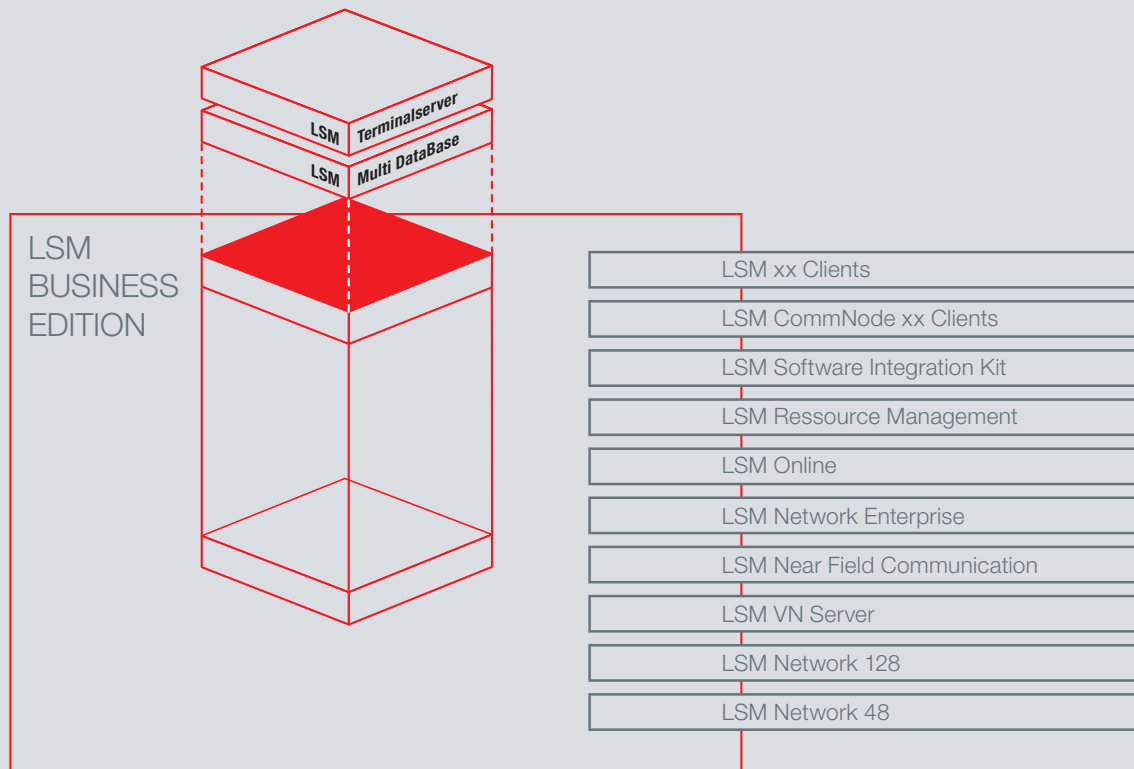 LSM Terminalserver
LSM Multi DataBase
LSM
BUSINESS
EDITION
LSM xx Clients
LSM CommNode xx Clients
LSM Software Integration Kit
LSM Ressource Management
LSM Online
LSM Network Enterprise
LSM Near Field Communication
LSM VN Server
LSM Network 128
LSM Network 48